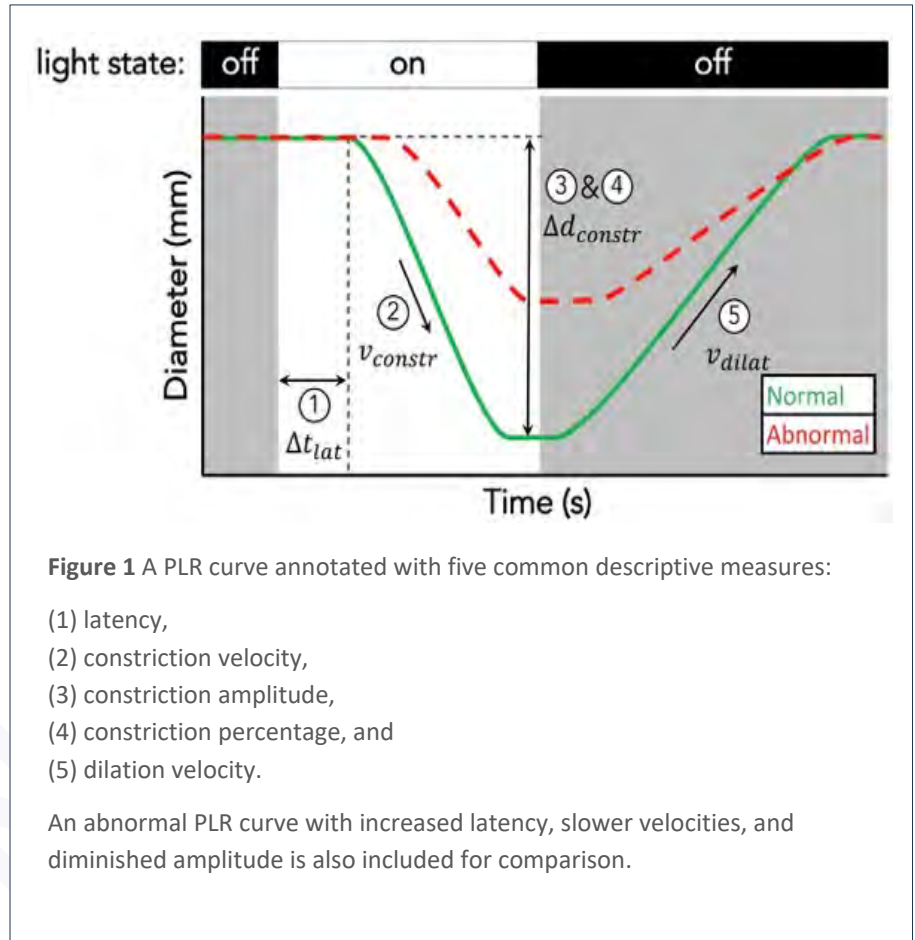 light state: off on off
Diameter (mm)
③&④
Δd_constr
②
v_constr
⑤
v_dilat
①
Δt_lat
Normal
Abnormal
Time (s)
Figure 1 A PLR curve annotated with five common descriptive measures:
(1) latency,
(2) constriction velocity,
(3) constriction amplitude,
(4) constriction percentage, and
(5) dilation velocity.
An abnormal PLR curve with increased latency, slower velocities, and
diminished amplitude is also included for comparison.